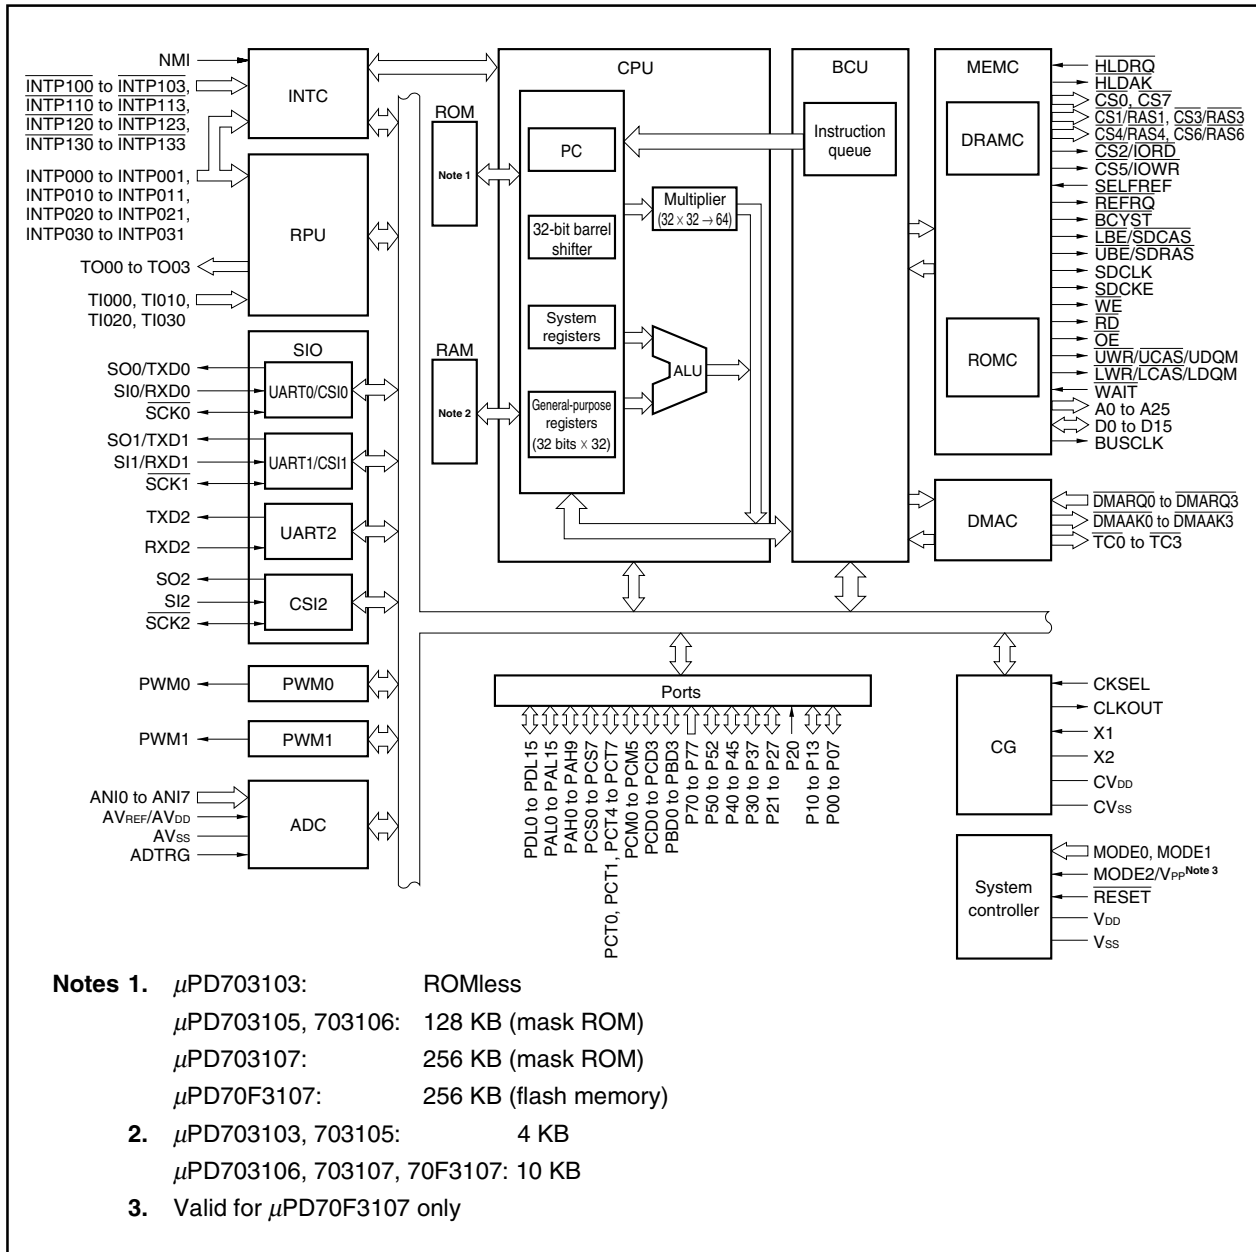 NMI
INTP100 to INTP103,
INTP110 to INTP113,
INTP120 to INTP123,
INTP130 to INTP133
INTP000 to INTP001,
INTP010 to INTP011,
INTP020 to INTP021,
INTP030 to INTP031
TO00 to TO03
TI000, TI010,
TI020, TI030
SO0/TXD0
SI0/RXD0
SCK0
SO1/TXD1
SI1/RXD1
SCK1
TXD2
RXD2
SO2
SI2
SCK2
PWM0
PWM1
ANI0 to ANI7
AVREF/AVDD
AVSS
ADTRG
INTC
RPU
SIO
UART0/CSI0
UART1/CSI1
UART2
CSI2
PWM0
PWM1
ADC
ROM
Note 1
RAM
Note 2
CPU
PC
32-bit barrel
shifter
System
registers
General-purpose
registers
(32 bits × 32)
Multiplier
(32 × 32 → 64)
ALU
BCU
Instruction
queue
MEMC
DRAMC
ROMC
DMAC
HLDRQ
HLDAK
CS0, CS7
CS1/RAS1, CS3/RAS3
CS4/RAS4, CS6/RAS6
CS2/IORD
CS5/IOWR
SELFREF
REFRQ
BCYST
LBE/SDCAS
UBE/SDRAS
SDCLK
SDCKE
WE
RD
OE
UWR/UCAS/UDQM
LWR/LCAS/LDQM
WAIT
A0 to A25
D0 to D15
BUSCLK
DMARQ0 to DMARQ3
DMAAK0 to DMAAK3
TC0 to TC3
Ports
PDL0 to PDL15
PAL0 to PAL15
PAH0 to PAH9
PCS0 to PCS7
PCT0, PCT1, PCT4 to PCT7
PCM0 to PCM5
PCD0 to PCD3
PBD0 to PBD3
P70 to P77
P50 to P52
P40 to P45
P30 to P37
P21 to P27
P20
P10 to P13
P00 to P07
CG
CKSEL
CLKOUT
X1
X2
CVDD
CVSS
System
controller
MODE0, MODE1
MODE2/VPP Note 3
RESET
VDD
VSS
Notes 1. μPD703103: ROMless
μPD703105, 703106: 128 KB (mask ROM)
μPD703107: 256 KB (mask ROM)
μPD70F3107: 256 KB (flash memory)
2. μPD703103, 703105: 4 KB
μPD703106, 703107, 70F3107: 10 KB
3. Valid for μPD70F3107 only